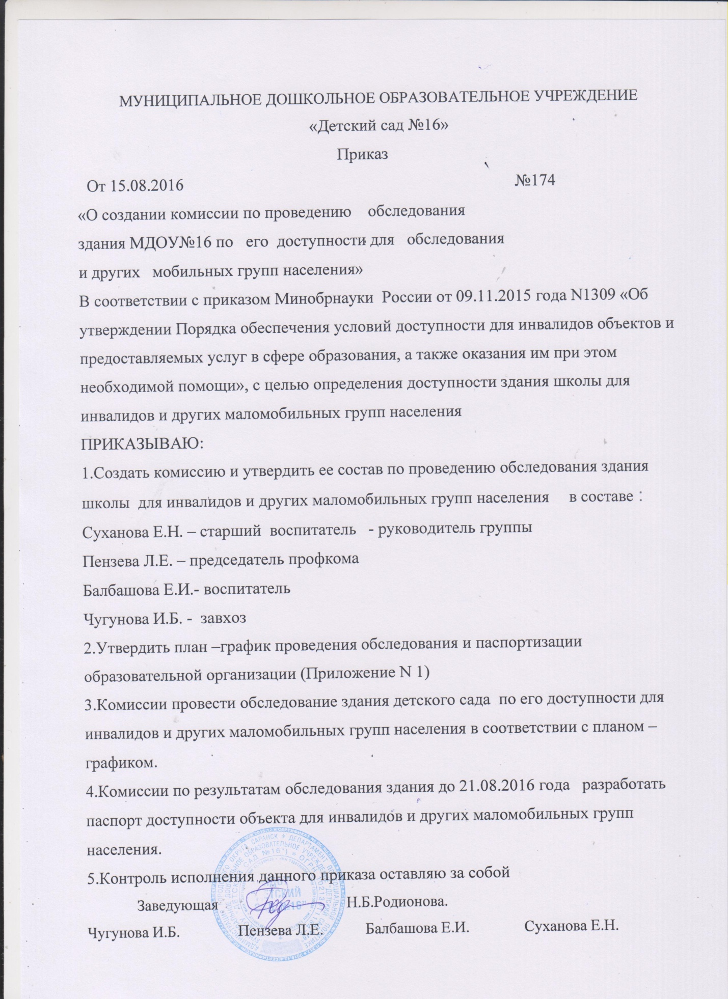 МУНИЦИПАЛЬНОЕ ДОШКОЛЬНОЕ ОБРАЗОВАТЕЛЬНОЕ УЧРЕЖДЕНИЕ
«Детский сад №16»
Приказ
От 15.08.2016 №174
«О создании комиссии по проведению обследования
здания МДОУ№16 по его доступности для обследования
и других мобильных групп населения»
В соответствии с приказом Минобрнауки России от 09.11.2015 года N1309 «Об
утверждении Порядка обеспечения условий доступности для инвалидов объектов и
предоставляемых услуг в сфере образования, а также оказания им при этом
необходимой помощи», с целью определения доступности здания школы для
инвалидов и других маломобильных групп населения
ПРИКАЗЫВАЮ:
1.Создать комиссию и утвердить ее состав по проведению обследования здания
школы для инвалидов и других маломобильных групп населения в составе :
Суханова Е.Н. – старший воспитатель - руководитель группы
Пензева Л.Е. – председатель профкома
Балбашова Е.И.- воспитатель
Чугунова И.Б. - завхоз
2.Утвердить план –график проведения обследования и паспортизации
образовательной организации (Приложение N 1)
3.Комиссии провести обследование здания детского сада по его доступности для
инвалидов и других маломобильных групп населения в соответствии с планом –
графиком.
4.Комиссии по результатам обследования здания до 21.08.2016 года разработать
паспорт доступности объекта для инвалидов и других маломобильных групп
населения.
5.Контроль исполнения данного приказа оставляю за собой
Заведующая Н.Б.Родионова.
Чугунова И.Б. Пензева Л.Е. Балбашова Е.И. Суханова Е.Н.
ГОРОДСКОГО ОКРУГА САРАНСК * ДЕПАРТАМЕНТ ПО СОЦИАЛЬНОЙ ПОЛИТИКЕ
ДОШКОЛЬНОЕ ОБРАЗОВАТЕЛЬНОЕ УЧРЕЖДЕНИЕ "ДЕТСКИЙ САД
"ДЕТСКИЙ САД №16") * ОГРН